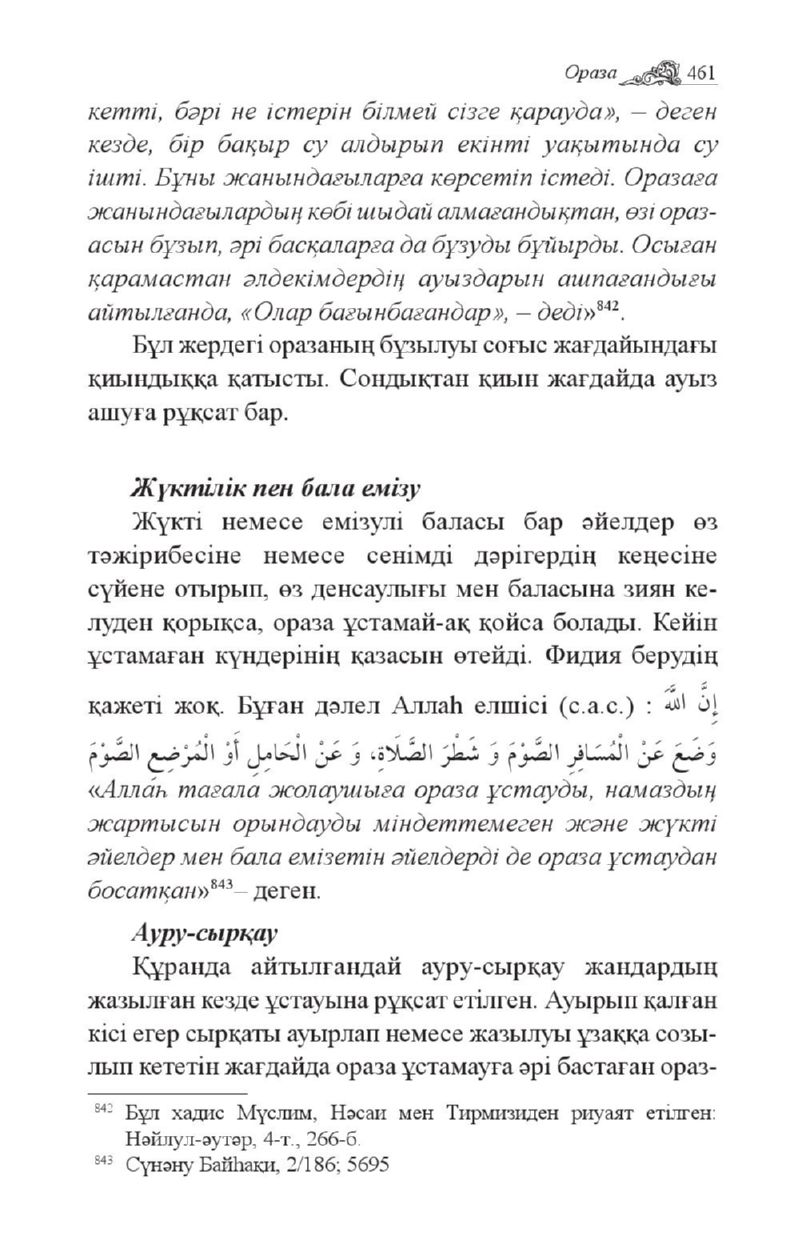 Ораза 461
кетті, бәрі не істерін білмей сізге қарауда», – деген
кезде, бір бақыр су алдырып екінті уақытында су
ішті. Бұны жанындағыларға көрсетіп істеді. Оразаға
жанындағылардың көбі шыдай алмағандықтан, өзі ораз-
асын бұзып, әрі басқаларға да бұзуды бұйырды. Осыған
қарамастан әлдекімдердің ауыздарын ашпағандығы
айтылғанда, «Олар бағынбағандар», – деді»⁸⁴².
Бұл жердегі оразаның бұзылуы соғыс жағдайындағы
қиындыққа қатысты. Сондықтан қиын жағдайда ауыз
ашуға рұқсат бар.
Жүктілік пен бала емізу
Жүкті немесе емізулі баласы бар әйелдер өз
тәжірибесіне немесе сенімді дәрігердің кеңесіне
сүйене отырып, өз денсаулығы мен баласына зиян ке-
луден қорықса, ораза ұстамай-ақ қойса болады. Кейін
ұстамаған күндерінің қазасын өтейді. Фидия берудің
қажеті жоқ. Бұған дәлел Аллаһ елшісі (с.а.с.) : إِنَّ اللَّهَ
وَضَعَ عَنْ الْمُسَافِرِ الصَّوْمَ وَ شَطْرَ الصَّلَاةِ، وَ عَنْ الْحَامِلِ أَوْ الْمُرْضِعِ الصَّوْمَ
«Аллаһ тағала жолаушыға ораза ұстауды, намаздың
жартысын орындауды міндеттемеген және жүкті
әйелдер мен бала емізетін әйелдерді де ораза ұстаудан
босатқан»⁸⁴³– деген.
Ауру-сырқау
Құранда айтылғандай ауру-сырқау жандардың
жазылған кезде ұстауына рұқсат етілген. Ауырып қалған
кісі егер сырқаты ауырлап немесе жазылуы ұзаққа созы-
лып кететін жағдайда ораза ұстамауға әрі бастаған ораз-
⁸⁴² Бұл хадис Мүслим, Нәсаи мен Тирмизиден риуаят етілген:
Нәйлул-әутәр, 4-т., 266-б.
⁸⁴³ Сүнәну Байһақи, 2/186; 5695